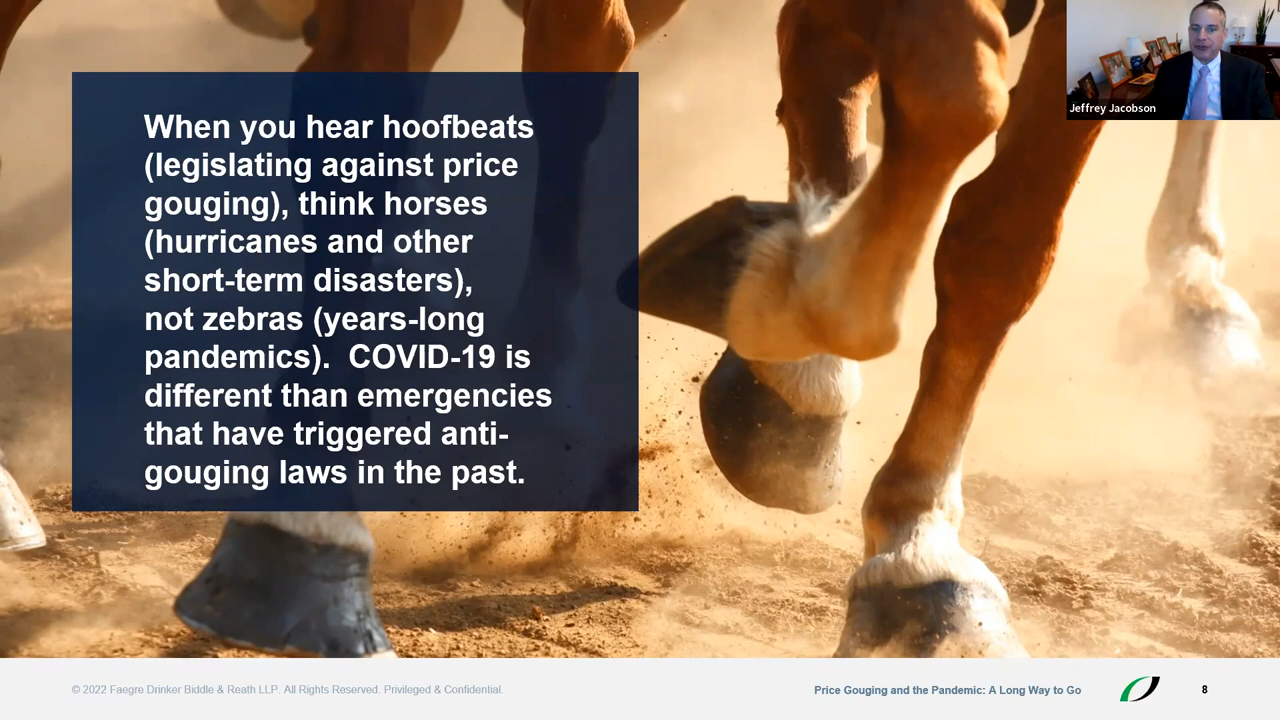 When you hear hoofbeats
(legislating against price
gouging), think horses
(hurricanes and other
short-term disasters),
not zebras (years-long
pandemics).  COVID-19 is
different than emergencies
that have triggered anti-
gouging laws in the past.
Jeffrey Jacobson
© 2022 Faegre Drinker Biddle & Reath LLP. All Rights Reserved. Privileged & Confidential.
Price Gouging and the Pandemic: A Long Way to Go
8